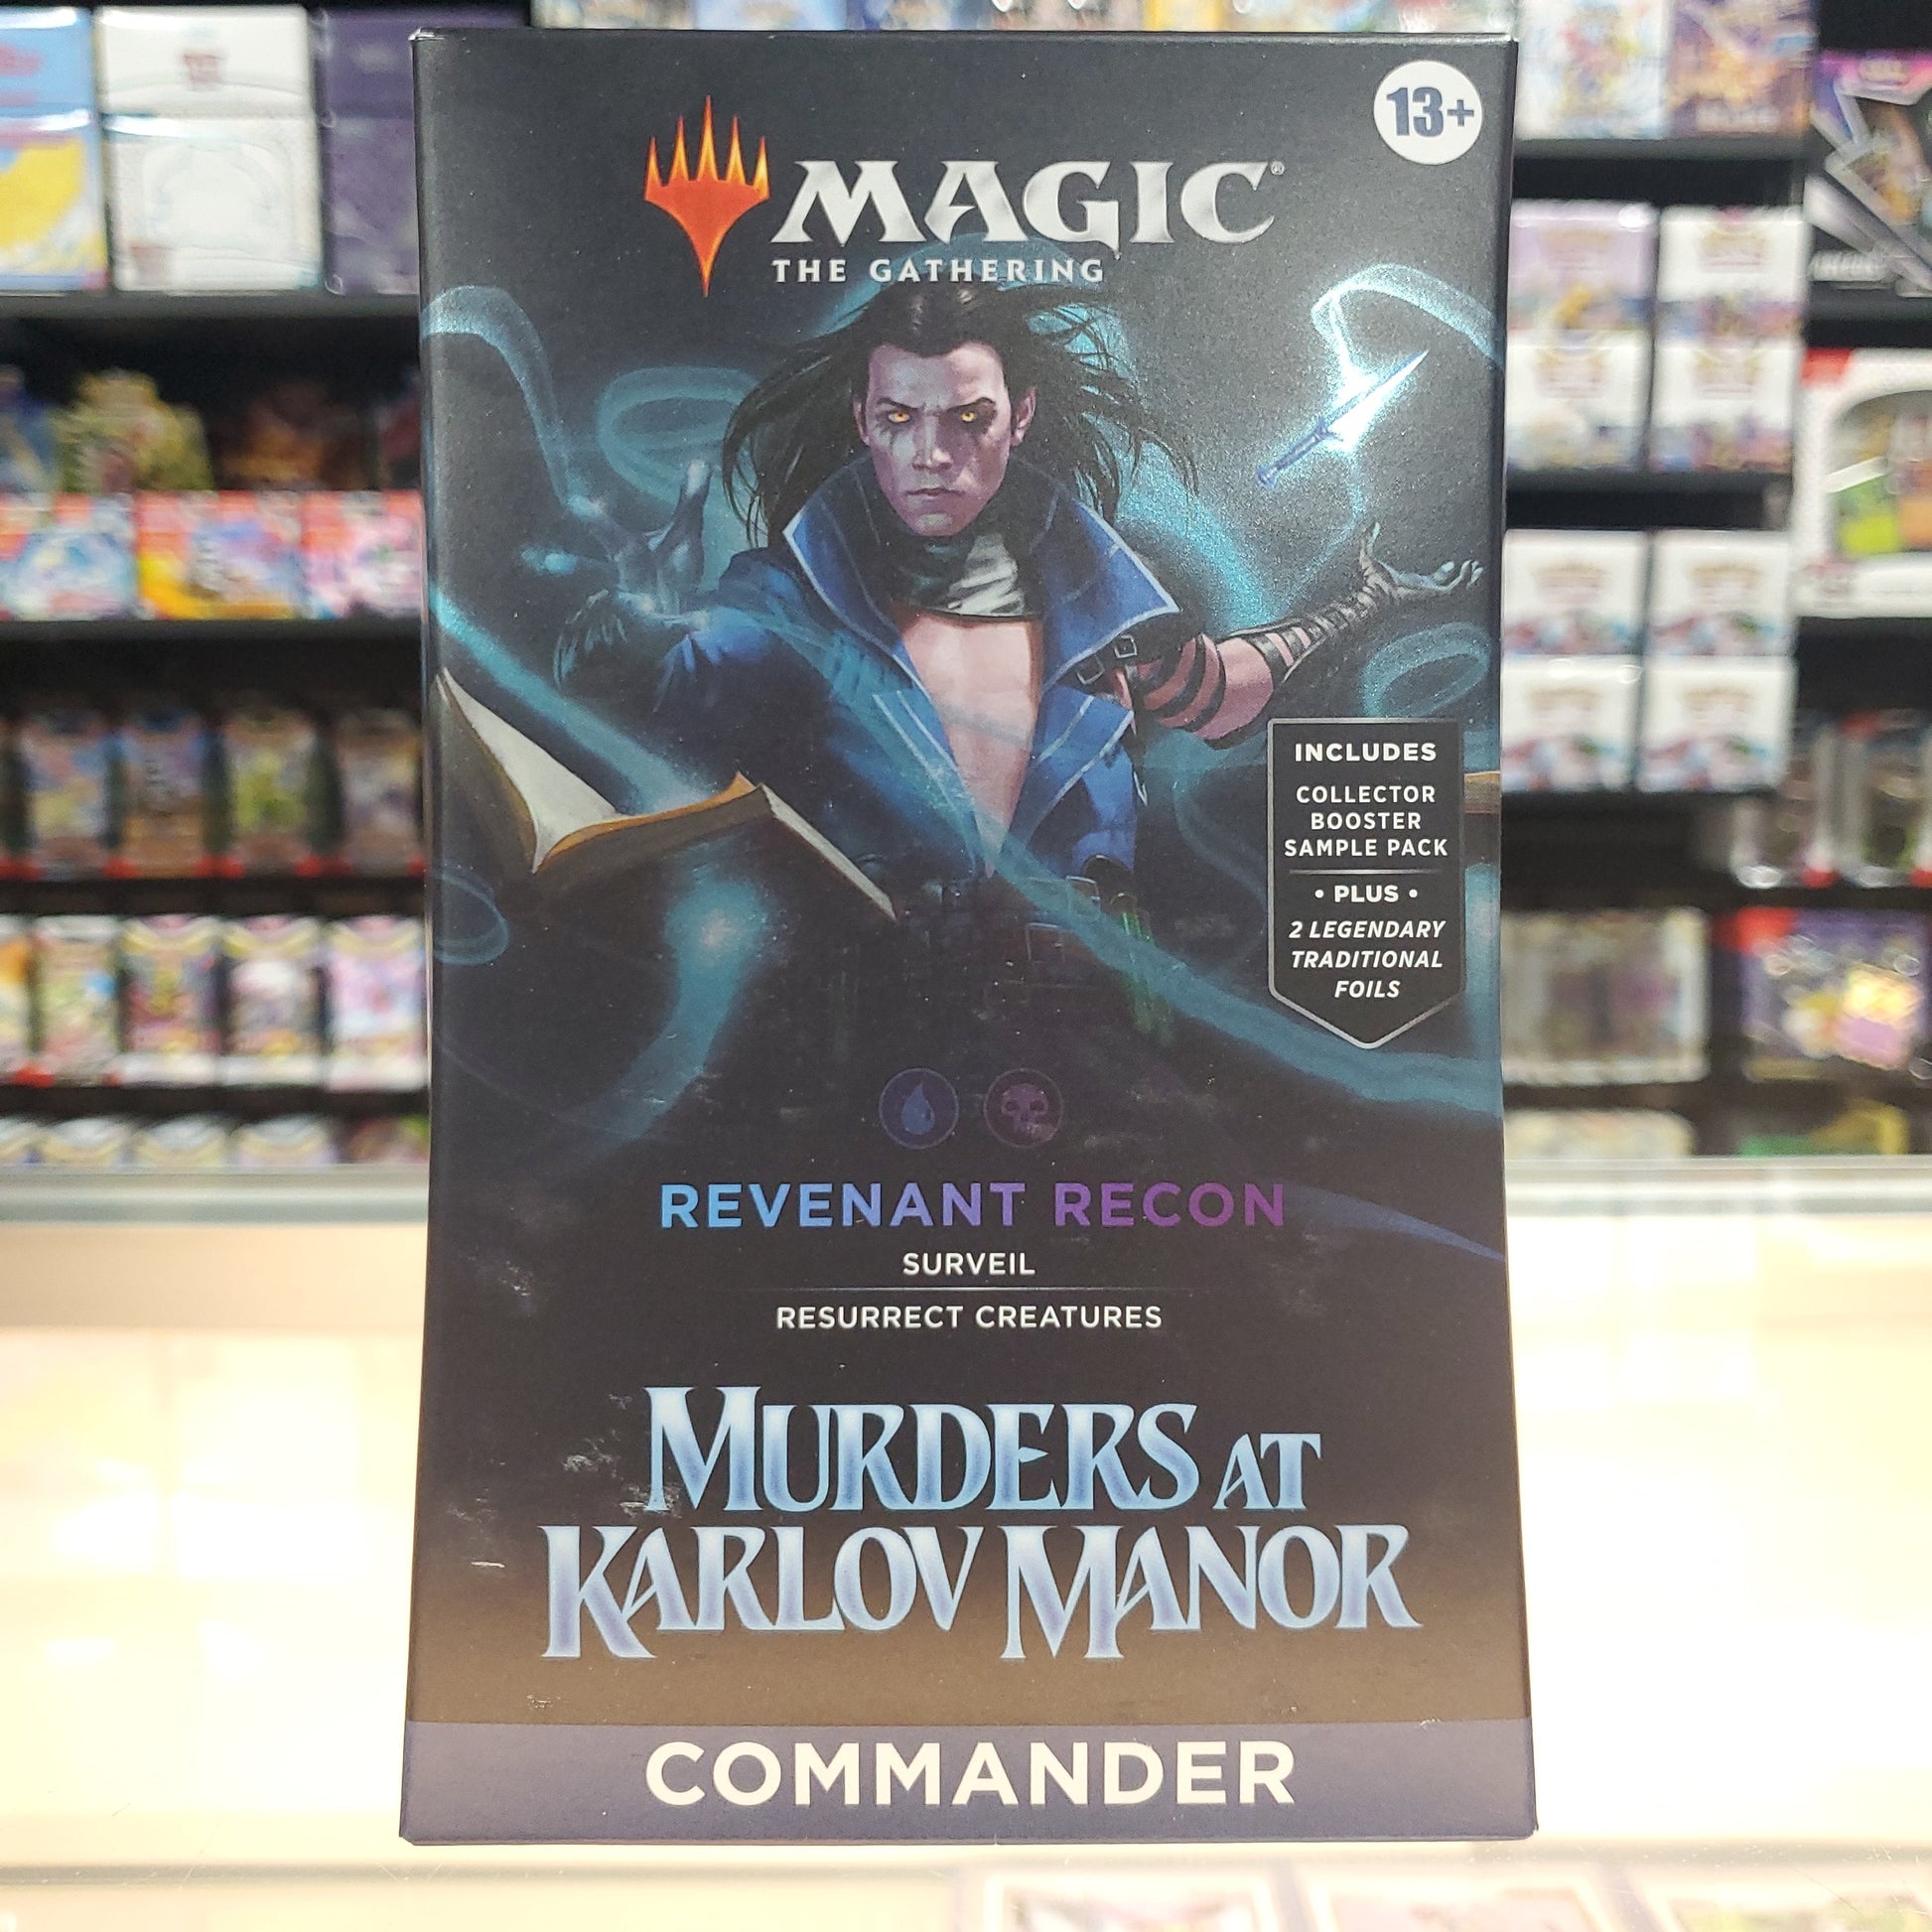 13+
MAGIC®
THE GATHERING
INCLUDES
COLLECTOR
BOOSTER
SAMPLE PACK
• PLUS •
2 LEGENDARY
TRADITIONAL
FOILS
REVENANT RECON
SURVEIL
RESURRECT CREATURES
MURDERS AT
KARLOV MANOR
COMMANDER